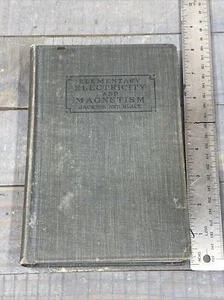 ELEMENTARY
ELECTRICITY
AND
MAGNETISM
JACKSON AND BLACK